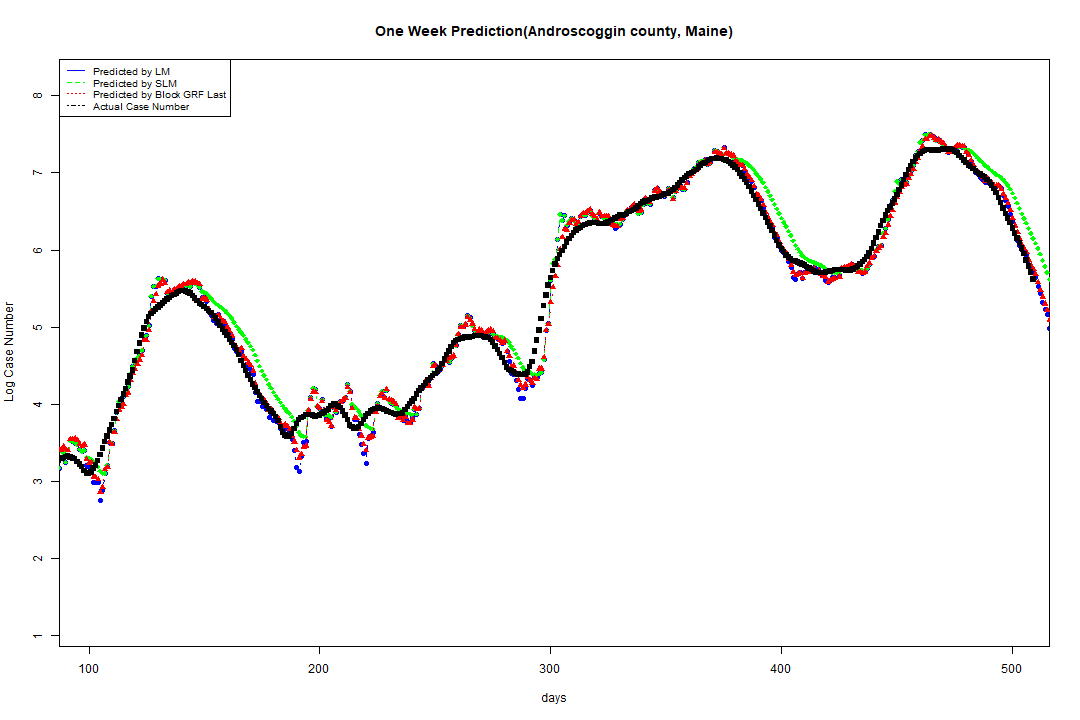 One Week Prediction(Androscoggin county, Maine)
Predicted by LM
Predicted by SLM
Predicted by Block GRF Last
Actual Case Number
Log Case Number
8
7
6
5
4
3
2
1
100 200 300 400 500
days